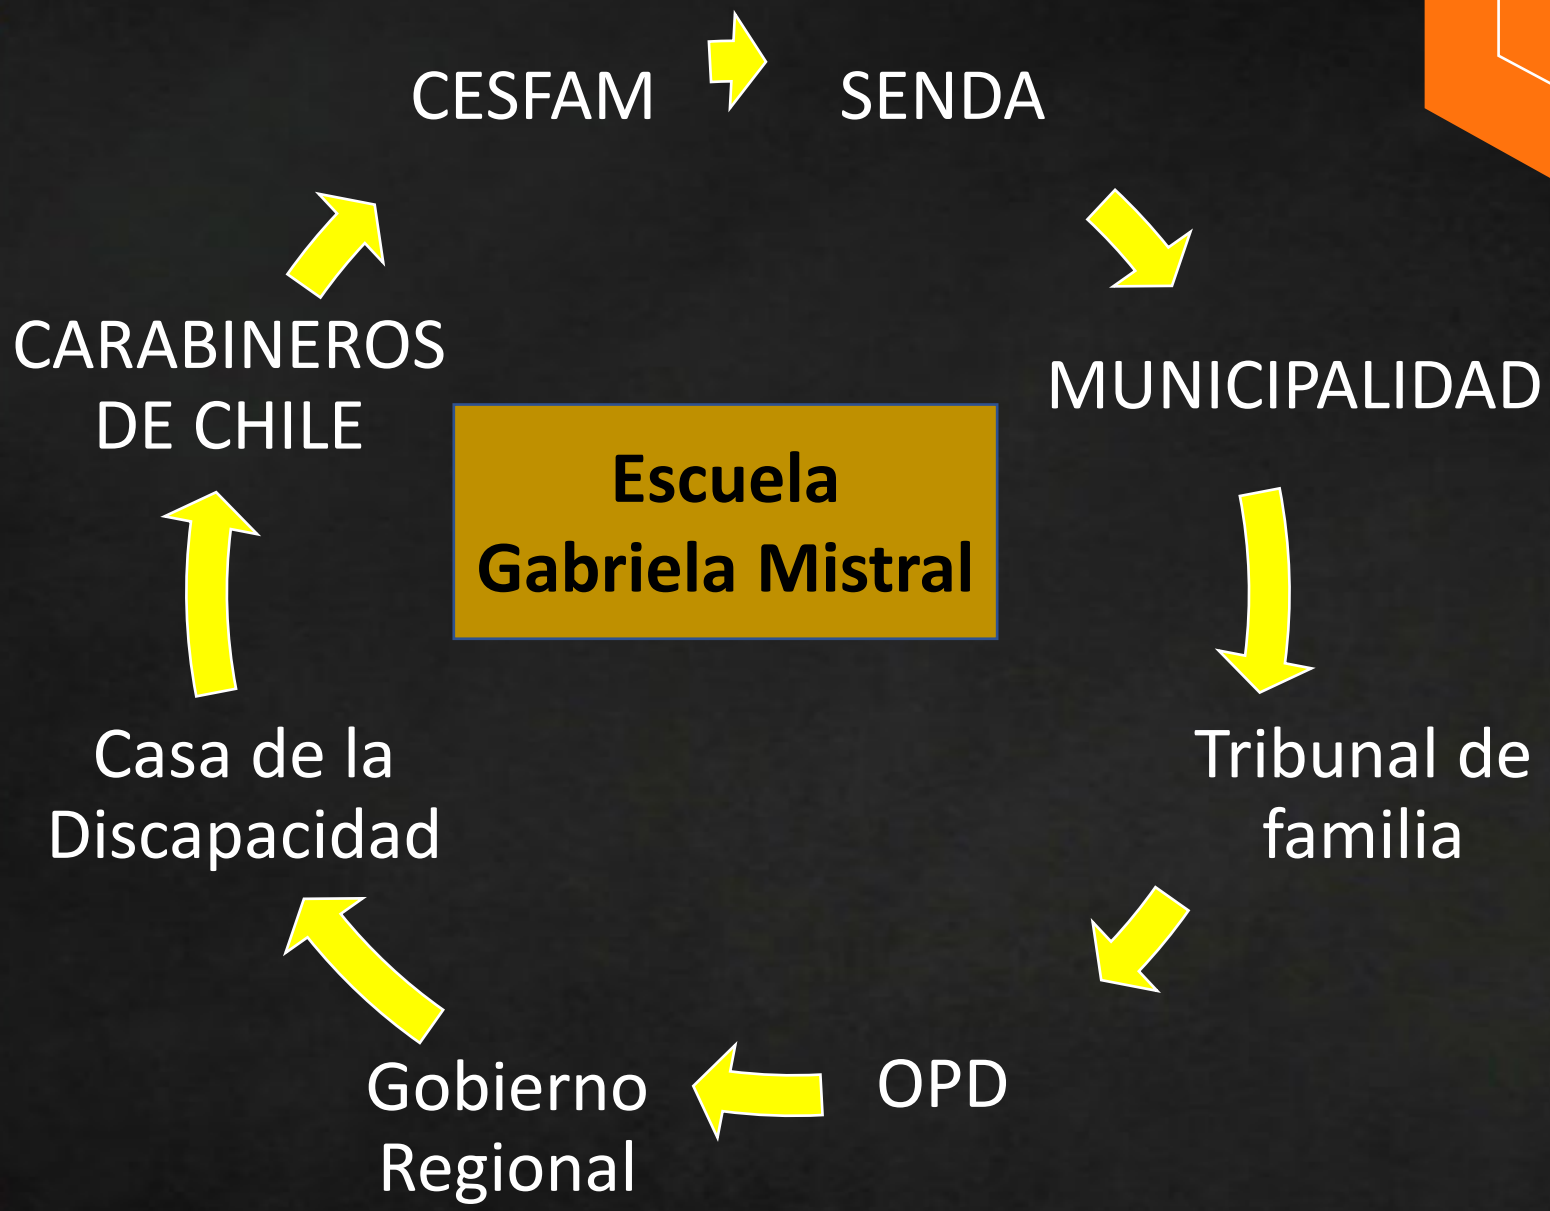 CESFAM
SENDA
MUNICIPALIDAD
Tribunal de
familia
OPD
Gobierno
Regional
Casa de la
Discapacidad
CARABINEROS
DE CHILE
Escuela
Gabriela Mistral